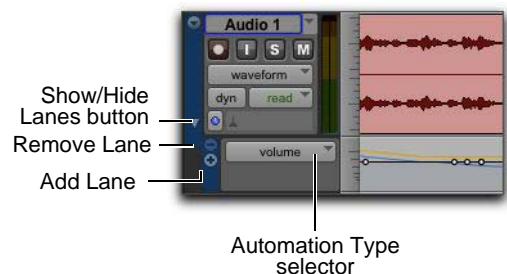 Audio 1
I S M
waveform
dyn read
Show/Hide
Lanes button
Remove Lane
Add Lane
volume
Automation Type
selector